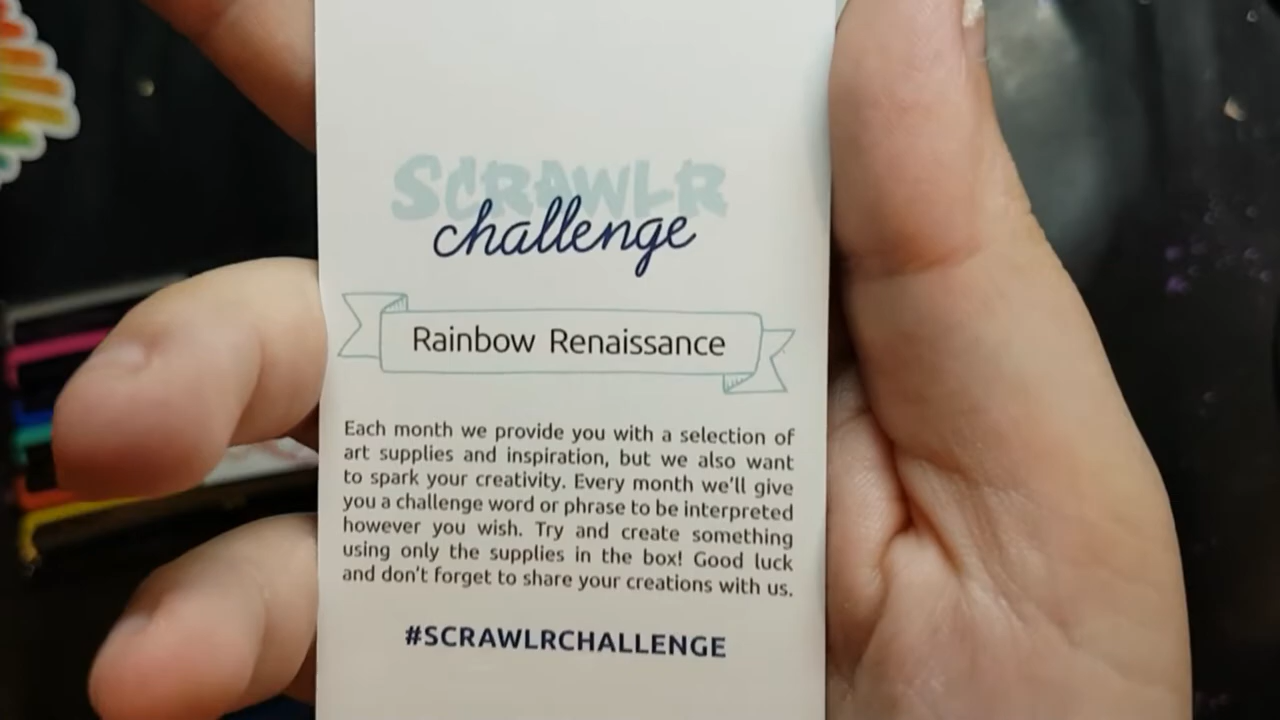 SCRAWLR
challenge
Rainbow Renaissance
Each month we provide you with a selection of
art supplies and inspiration, but we also want
to spark your creativity. Every month we'll give
you a challenge word or phrase to be interpreted
however you wish. Try and create something
using only the supplies in the box! Good luck
and don't forget to share your creations with us.
#SCRAWLRCHALLENGE